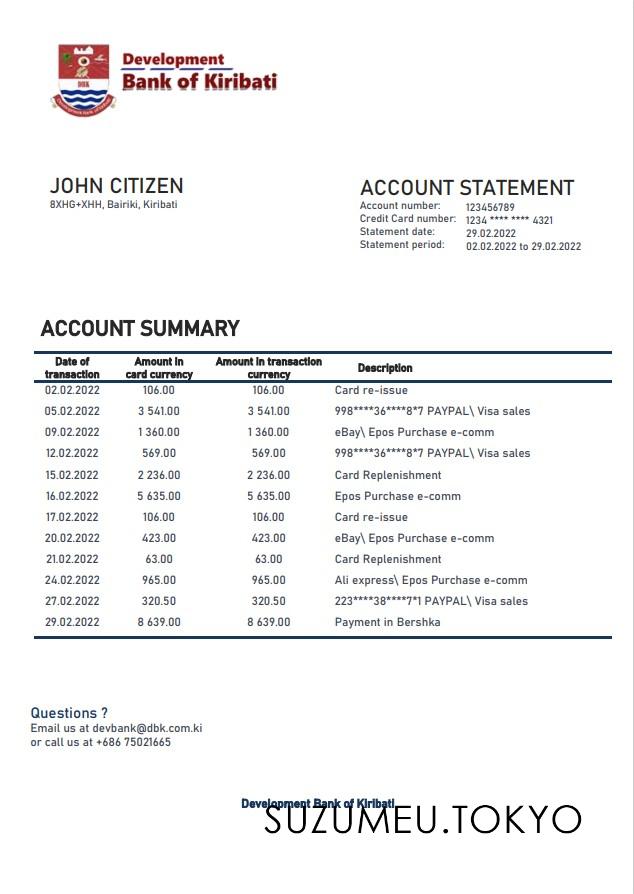 Development
Bank of Kiribati
DBK
JOHN CITIZEN
8XHG+XHH, Bairiki, Kiribati
ACCOUNT STATEMENT
Account number: 123456789
Credit Card number: 1234 **** **** 4321
Statement date: 29.02.2022
Statement period: 02.02.2022 to 29.02.2022
ACCOUNT SUMMARY
Date of transaction Amount in card currency Amount in transaction currency Description
02.02.2022 106.00 106.00 Card re-issue
05.02.2022 3 541.00 3 541.00 998****36****8*7 PAYPAL\ Visa sales
09.02.2022 1 360.00 1 360.00 eBay\ Epos Purchase e-comm
12.02.2022 569.00 569.00 998****36****8*7 PAYPAL\ Visa sales
15.02.2022 2 236.00 2 236.00 Card Replenishment
16.02.2022 5 635.00 5 635.00 Epos Purchase e-comm
17.02.2022 106.00 106.00 Card re-issue
20.02.2022 423.00 423.00 eBay\ Epos Purchase e-comm
21.02.2022 63.00 63.00 Card Replenishment
24.02.2022 965.00 965.00 Ali express\ Epos Purchase e-comm
27.02.2022 320.50 320.50 223****38****7*1 PAYPAL\ Visa sales
29.02.2022 8 639.00 8 639.00 Payment in Bershka
Questions ?
Email us at devbank@dbk.com.ki
or call us at +686 75021665
Development Bank of Kiribati
SUZUMEU.TOKYO